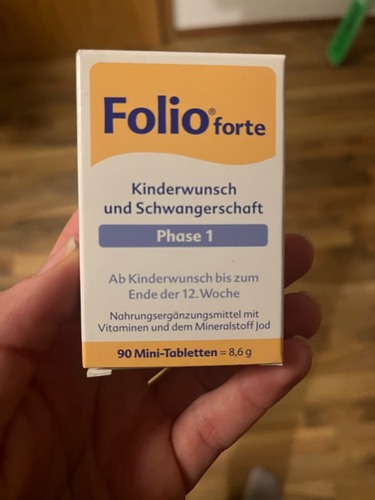 Folio® forte
Kinderwunsch
und Schwangerschaft
Phase 1
Ab Kinderwunsch bis zum
Ende der 12. Woche
Nahrungsergänzungsmittel mit
Vitaminen und dem Mineralstoff Jod
90 Mini-Tabletten = 8,6 g